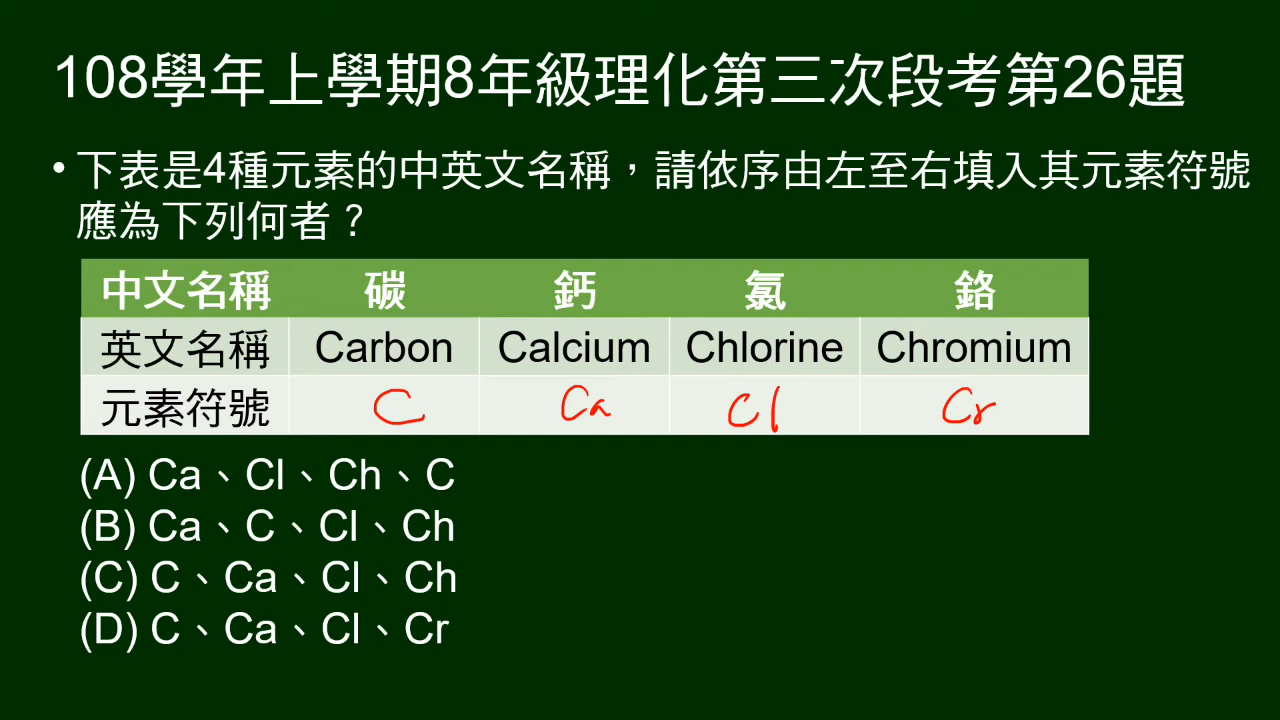 108學年上學期8年級理化第三次段考第26題
•下表是4種元素的中英文名稱，請依序由左至右填入其元素符號
應為下列何者？
中文名稱 碳 鈣 氯 鉻
英文名稱 Carbon Calcium Chlorine Chromium
元素符號 C Ca Cl Cr
(A) Ca、Cl、Ch、C
(B) Ca、C、Cl、Ch
(C) C、Ca、Cl、Ch
(D) C、Ca、Cl、Cr